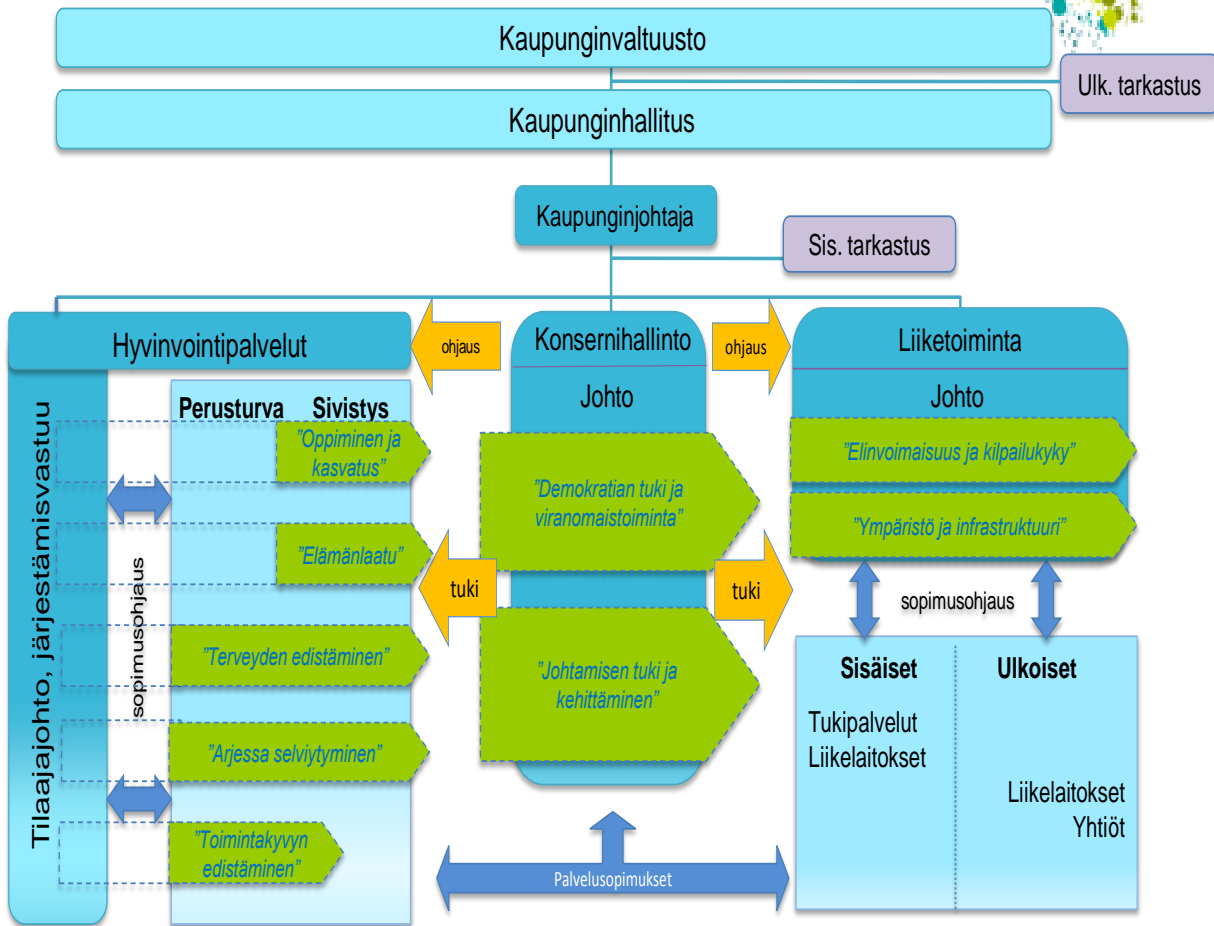 Kaupunginvaltuusto
Ulk. tarkastus
Kaupunginhallitus
Kaupunginjohtaja
Sis. tarkastus
Hyvinvointipalvelut
ohjaus
Konsernihallinto
ohjaus
Liiketoiminta
Johto
Johto
Tilaajajohto, järjestämisvastuu
sopimusohjaus
Perusturva
Sivistys
"Oppiminen ja
kasvatus"
"Elämänlaatu"
"Terveyden edistäminen"
"Arjessa selviytyminen"
"Toimintakyvyn
edistäminen"
tuki
"Demokratian tuki ja
viranomaistoiminta"
"Johtamisen tuki ja
kehittäminen"
tuki
"Elinvoimaisuus ja kilpailukyky"
"Ympäristö ja infrastruktuuri"
sopimusohjaus
Sisäiset
Ulkoiset
Tukipalvelut
Liikelaitokset
Liikelaitokset
Yhtiöt
Palvelusopimukset